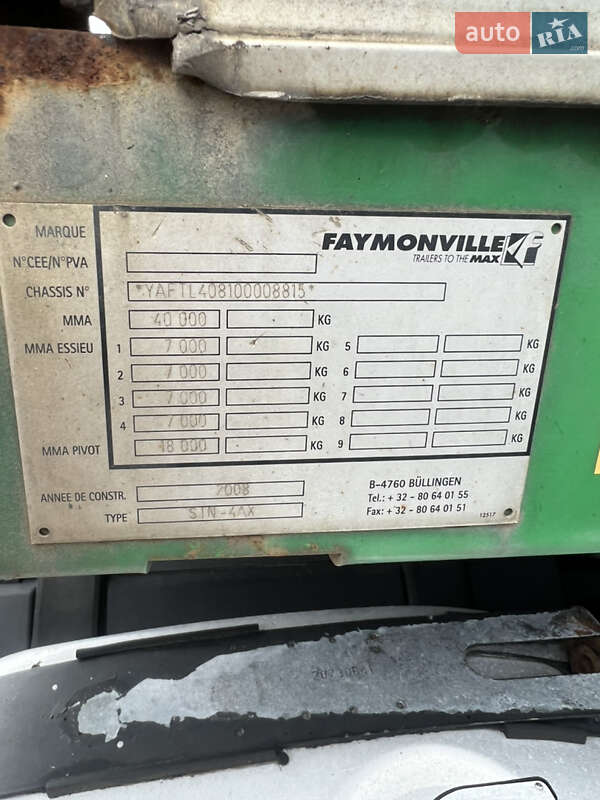 auto RIA.com
MARQUE
FAYMONVILLE
TRAILERS TO THE MAX
N°CEE/N°PVA
CHASSIS N° *YAFTL408100008815*
MMA 40 000 KG
MMA ESSIEU 1 7 000 KG 5 KG
2 7 000 KG 6 KG
3 7 000 KG 7 KG
4 7 000 KG 8 KG
MMA PIVOT 18 000 KG 9 KG
ANNEE DE CONSTR. 2008
TYPE STN-4AX
B-4760 BÜLLINGEN
Tel.: + 32 - 80 64 01 55
Fax: + 32 - 80 64 01 51
12517